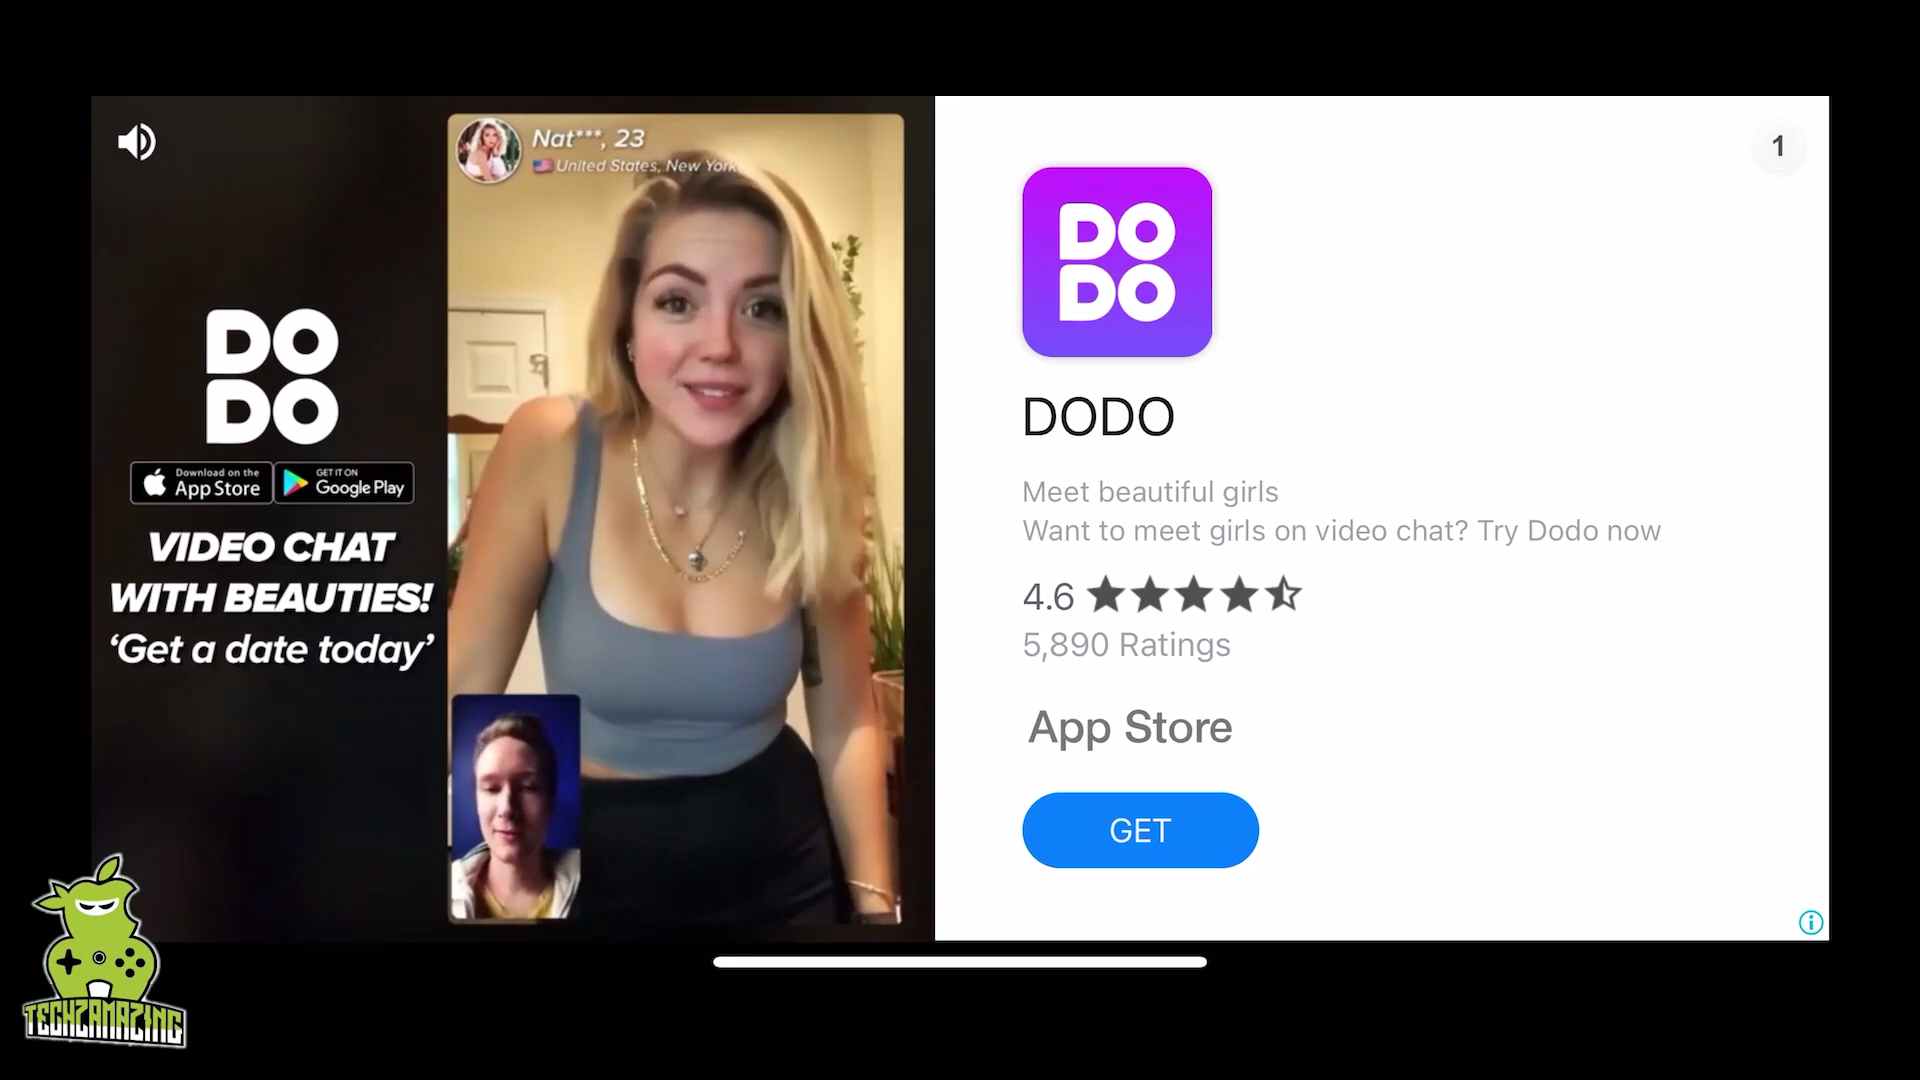 Nat***, 23
United States, New York
DO
DO
Download on the
App Store
GET IT ON
Google Play
VIDEO CHAT
WITH BEAUTIES!
‘Get a date today’
1
DO
DO
DODO
Meet beautiful girls
Want to meet girls on video chat? Try Dodo now
4.6
5,890 Ratings
App Store
GET
TECHZAMAZING